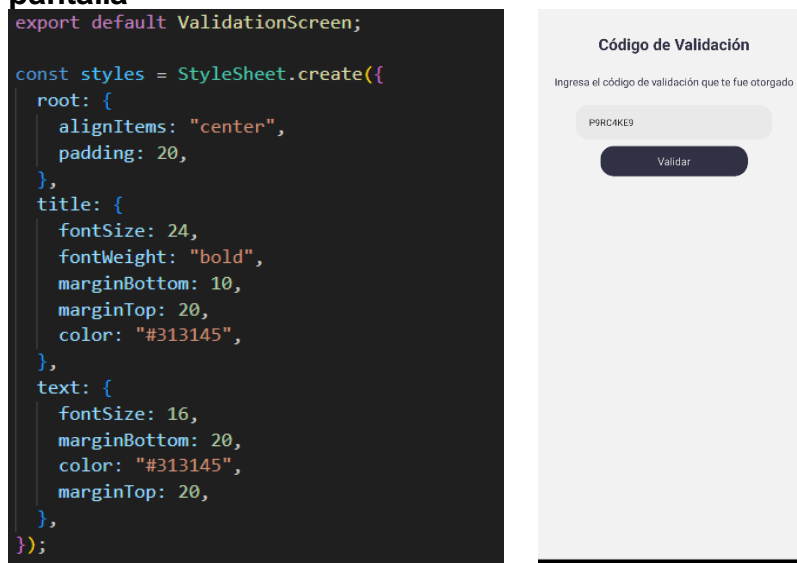 pantalla
export default ValidationScreen;
const styles = StyleSheet.create({
  root: {
    alignItems: "center",
    padding: 20,
  },
  title: {
    fontSize: 24,
    fontWeight: "bold",
    marginBottom: 10,
    marginTop: 20,
    color: "#313145",
  },
  text: {
    fontSize: 16,
    marginBottom: 20,
    color: "#313145",
    marginTop: 20,
  },
});
Código de Validación
Ingresa el código de validación que te fue otorgado
P9RC4KE9
Validar